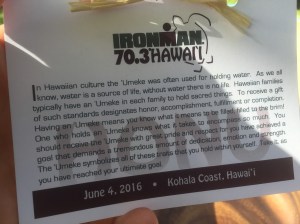 IRONMAN
70.3 HAWAI'I
In Hawaiian culture the 'Umeke was often used for holding water. As we all
know, water is a source of life, without water there is no life. Hawaiian families
typically have an 'Umeke in each family to hold sacred things. To receive a gift
of such standards designates honor, accomplishment, fulfillment or completion.
Having an 'Umeke means you know what it means to be filled...filled to the brim!
One who holds an 'Umeke knows what it takes to ensure so much. You
should receive the 'Umeke with great pride and respect for you have achieved a
goal that demands a tremendous amount of dedication, emotion and strength.
The 'Umeke symbolizes all of these traits that you hold within yourself. Take it as
you have reached your ultimate goal.
June 4, 2016 • Kohala Coast, Hawai'i